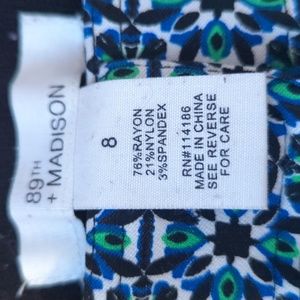 89TH
+ MADISON
8
76%RAYON
21%NYLON
3%SPANDEX
RN#114186
MADE IN CHINA
SEE REVERSE
FOR CARE